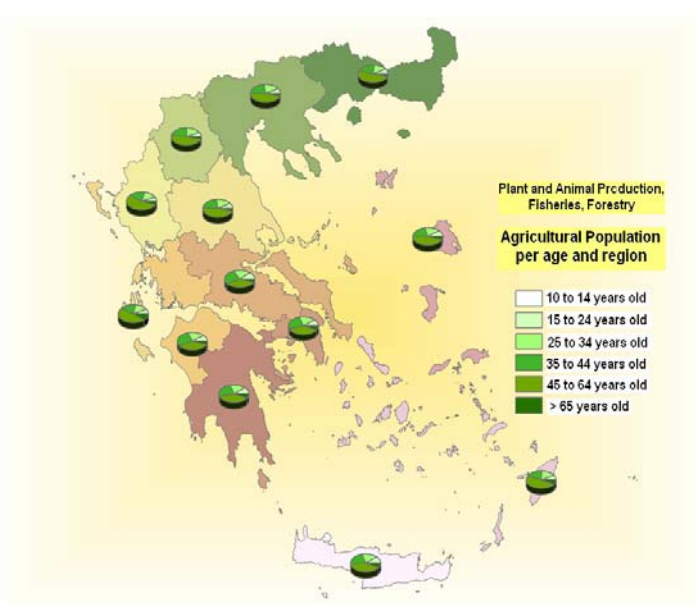 Plant and Animal Prcduction,
Fisheries, Forestry
Agricultural Population
per age and region
10 to 14 years old
15 to 24 years old
25 to 34 years old
35 to 44 years old
45 to 64 years old
> 65 years old